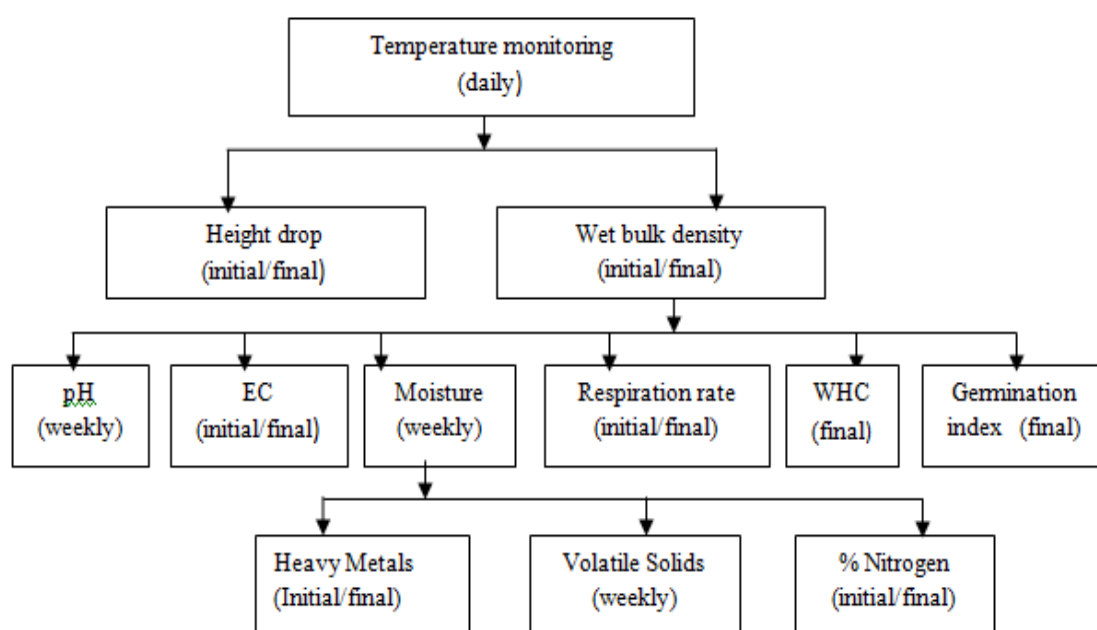 Temperature monitoring
(daily)
Height drop
(initial/final)
Wet bulk density
(initial/final)
pH
(weekly)
EC
(initial/final)
Moisture
(weekly)
Respiration rate
(initial/final)
WHC
(final)
Germination
index (final)
Heavy Metals
(Initial/final)
Volatile Solids
(weekly)
% Nitrogen
(initial/final)